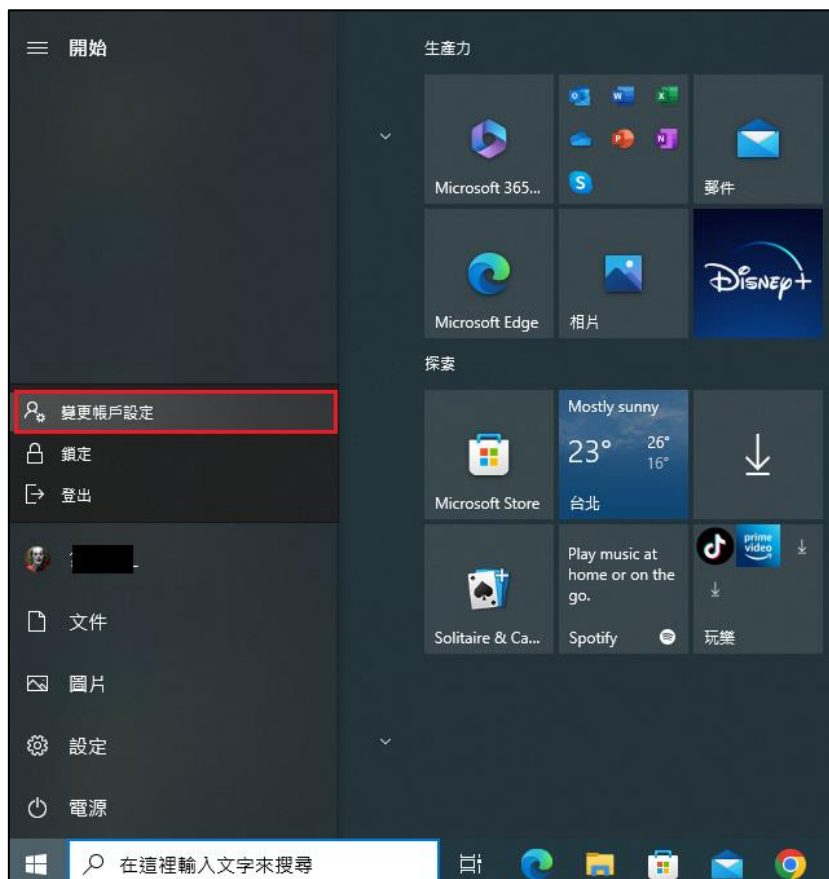 開始
變更帳戶設定
鎖定
登出
文件
圖片
設定
電源
在這裡輸入文字來搜尋
生產力
Microsoft 365...
郵件
Microsoft Edge
相片
Disney+
探索
Microsoft Store
Mostly sunny
23°
26°
16°
台北
Solitaire & Ca...
Play music at
home or on the
go.
Spotify
prime
video
玩樂